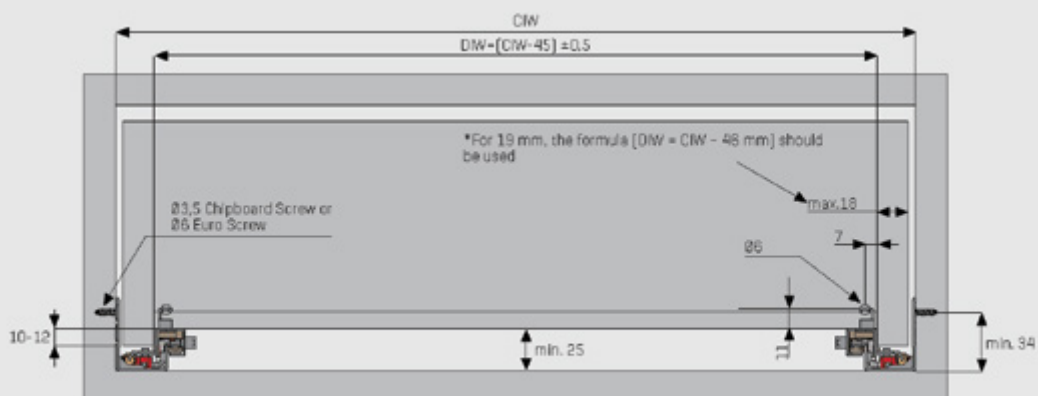 CIW
DIW=(CIW-45) ±0.5
*For 19 mm, the formula (DIW = CIW - 46 mm) should
be used
max.18
Ø3,5 Chipboard Screw or
Ø6 Euro Screw
7
Ø6
10-12
min. 25
11
min. 34